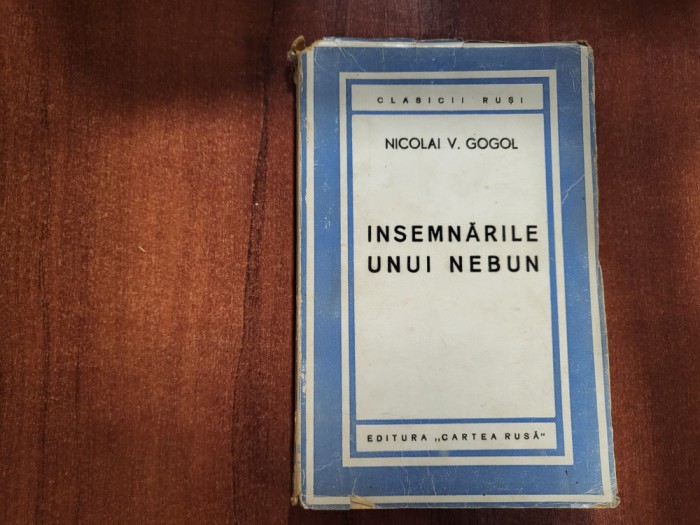 CLASICII RUȘI
NICOLAI V. GOGOL
INSEMNĂRILE
UNUI NEBUN
EDITURA „CARTEA RUSĂ"